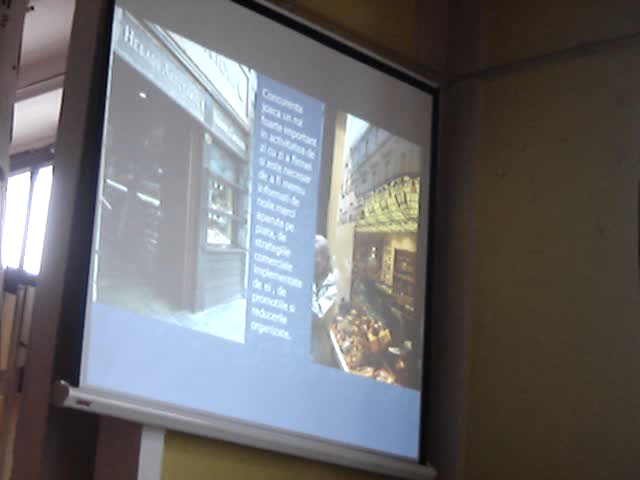 Concurenta
joaca un rol
foarte important
in activitatea de
zi cu zi a firmei
si este necesar
de a fi mereu
informati de
noile marci
aparute pe
piata, de
strategiile
comerciale
implementate
de ei , de
promotiile si
reducerile
organizate.